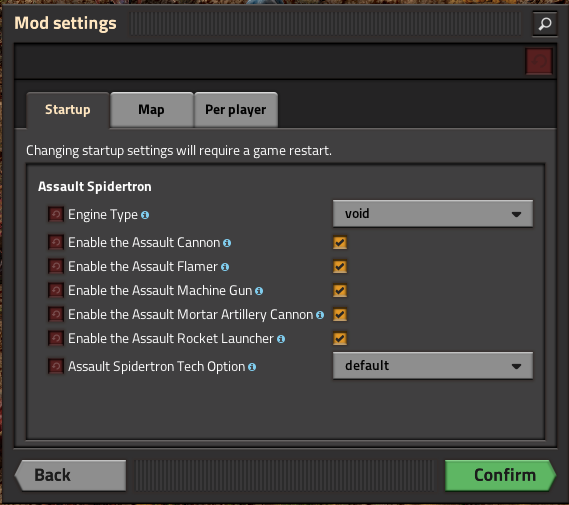 Mod settings
Startup
Map
Per player
Changing startup settings will require a game restart.
Assault Spidertron
Engine Type
void
Enable the Assault Cannon
Enable the Assault Flamer
Enable the Assault Machine Gun
Enable the Assault Mortar Artillery Cannon
Enable the Assault Rocket Launcher
Assault Spidertron Tech Option
default
Back
Confirm